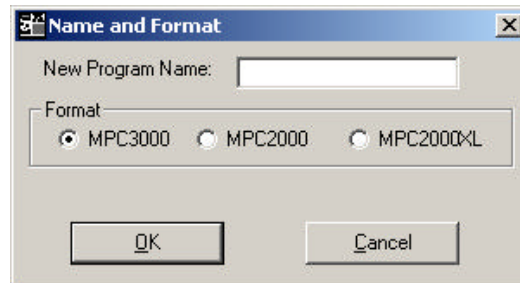 Name and Format
New Program Name:
Format
MPC3000 MPC2000 MPC2000XL
OK Cancel